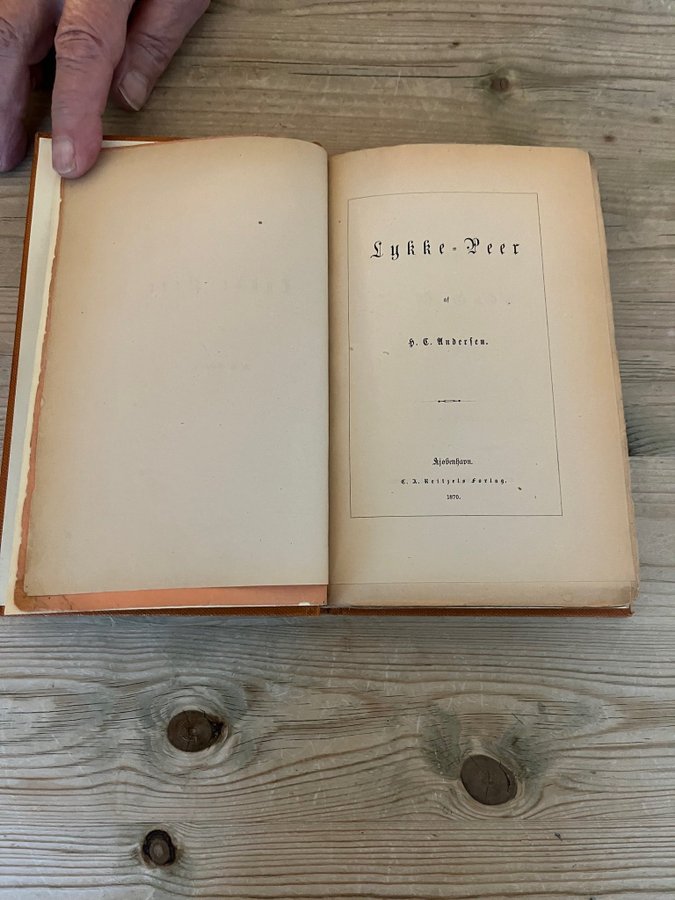 Lykke-Peer
af
H. C. Andersen.
Kjøbenhavn.
C. A. Reitzels Forlag.
1870.